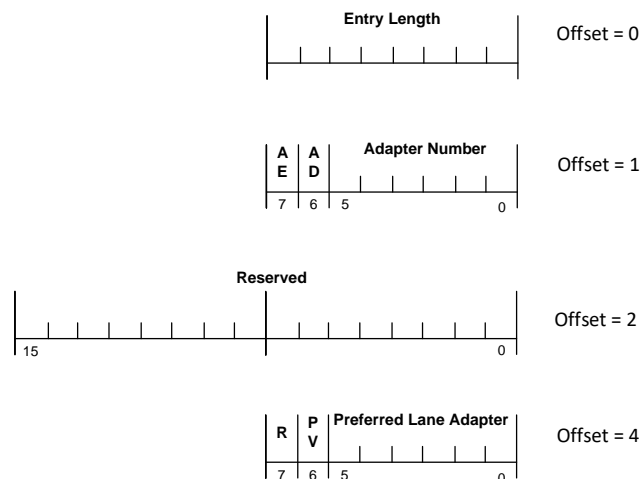 Entry Length
Offset = 0
A A Adapter Number
E D
Offset = 1
7 6 5 0
Reserved
Offset = 2
15 0
R P Preferred Lane Adapter
V
Offset = 4
7 6 5 0